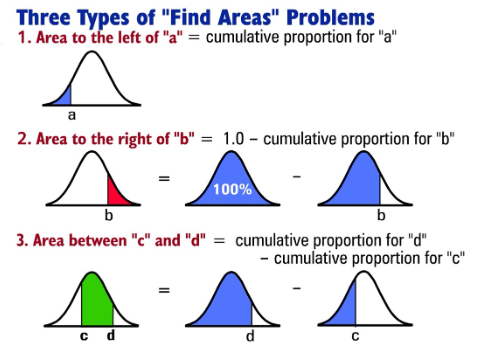 Three Types of "Find Areas" Problems
1. Area to the left of "a" = cumulative proportion for "a"
a
2. Area to the right of "b" = 1.0 − cumulative proportion for "b"
= 100% −
b b
3. Area between "c" and "d" = cumulative proportion for "d"
− cumulative proportion for "c"
= −
c d d c